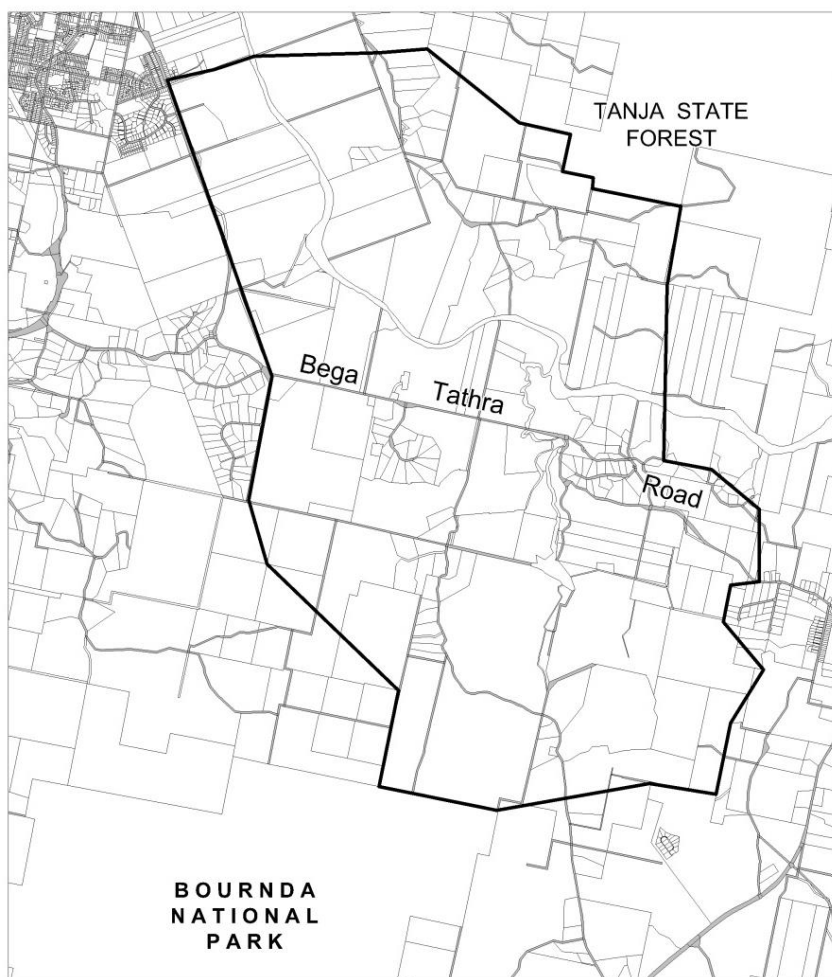 TANJA STATE
FOREST
Bega
Tathra
Road
BOURNDA
NATIONAL
PARK